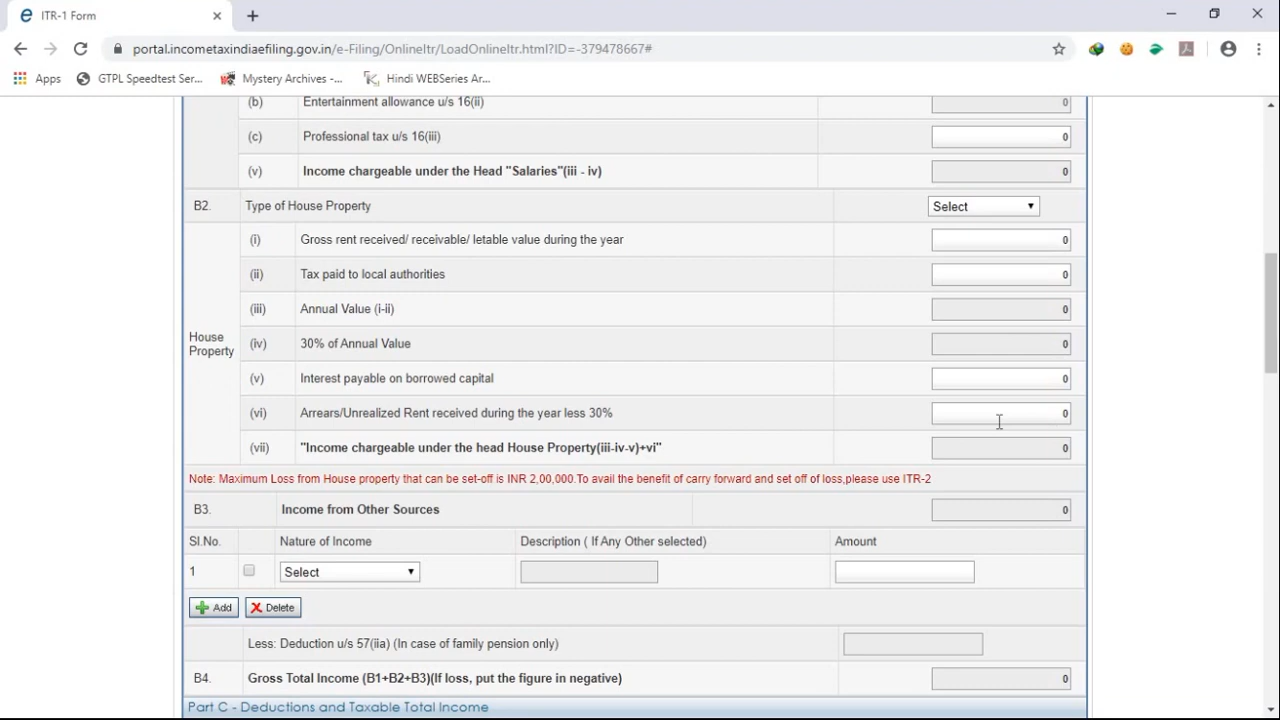 ITR-1 Form
portal.incometaxindiaefiling.gov.in/e-Filing/OnlineItr/LoadOnlineItr.html?ID=-379478667#
Apps GTPL Speedtest Ser... Mystery Archives -... Hindi WEBSeries Ar...
(b) Entertainment allowance u/s 16(ii) 0
(c) Professional tax u/s 16(iii) 0
(v) Income chargeable under the Head "Salaries"(iii - iv) 0
B2. Type of House Property Select
(i) Gross rent received/ receivable/ letable value during the year 0
(ii) Tax paid to local authorities 0
(iii) Annual Value (i-ii) 0
House Property
(iv) 30% of Annual Value 0
(v) Interest payable on borrowed capital 0
(vi) Arrears/Unrealized Rent received during the year less 30% 0
(vii) "Income chargeable under the head House Property(iii-iv-v)+vi" 0
Note: Maximum Loss from House property that can be set-off is INR 2,00,000.To avail the benefit of carry forward and set off of loss,please use ITR-2
B3. Income from Other Sources 0
Sl.No. Nature of Income Description ( If Any Other selected) Amount
1 Select
Add Delete
Less: Deduction u/s 57(iia) (In case of family pension only)
B4. Gross Total Income (B1+B2+B3)(If loss, put the figure in negative) 0
Part C - Deductions and Taxable Total Income